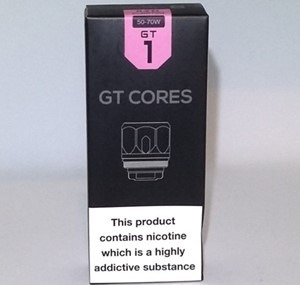 50-70W
GT
1
GT CORES
This product
contains nicotine
which is a highly
addictive substance